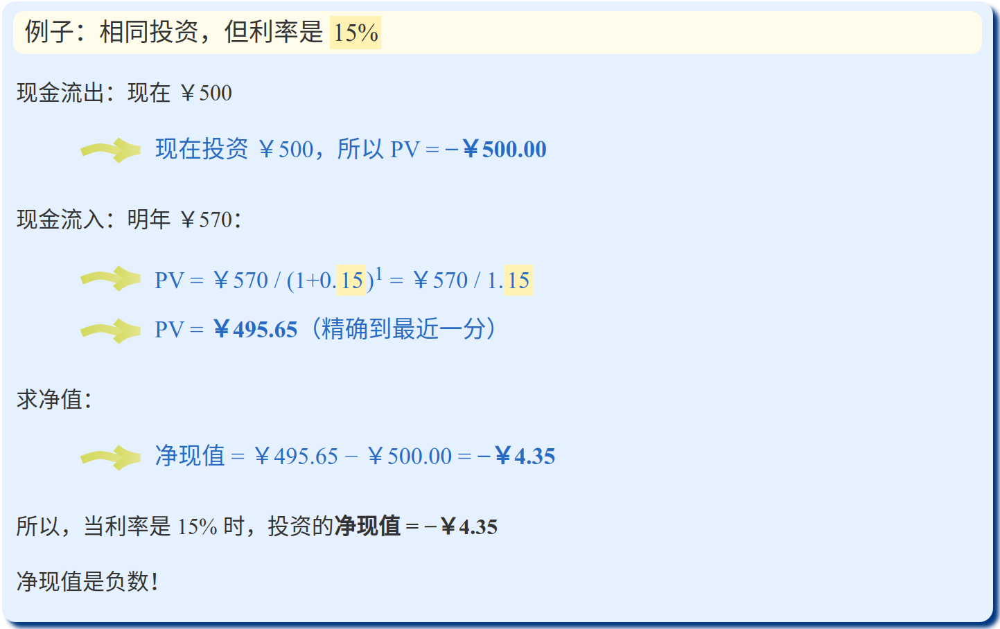 例子：相同投资，但利率是 15%
现金流出：现在 ￥500
现在投资 ￥500，所以 PV = −￥500.00
现金流入：明年 ￥570：
PV = ￥570 / (1+0.15)¹ = ￥570 / 1.15
PV = ￥495.65（精确到最近一分）
求净值：
净现值 = ￥495.65 − ￥500.00 = −￥4.35
所以，当利率是 15% 时，投资的净现值 = −￥4.35
净现值是负数！